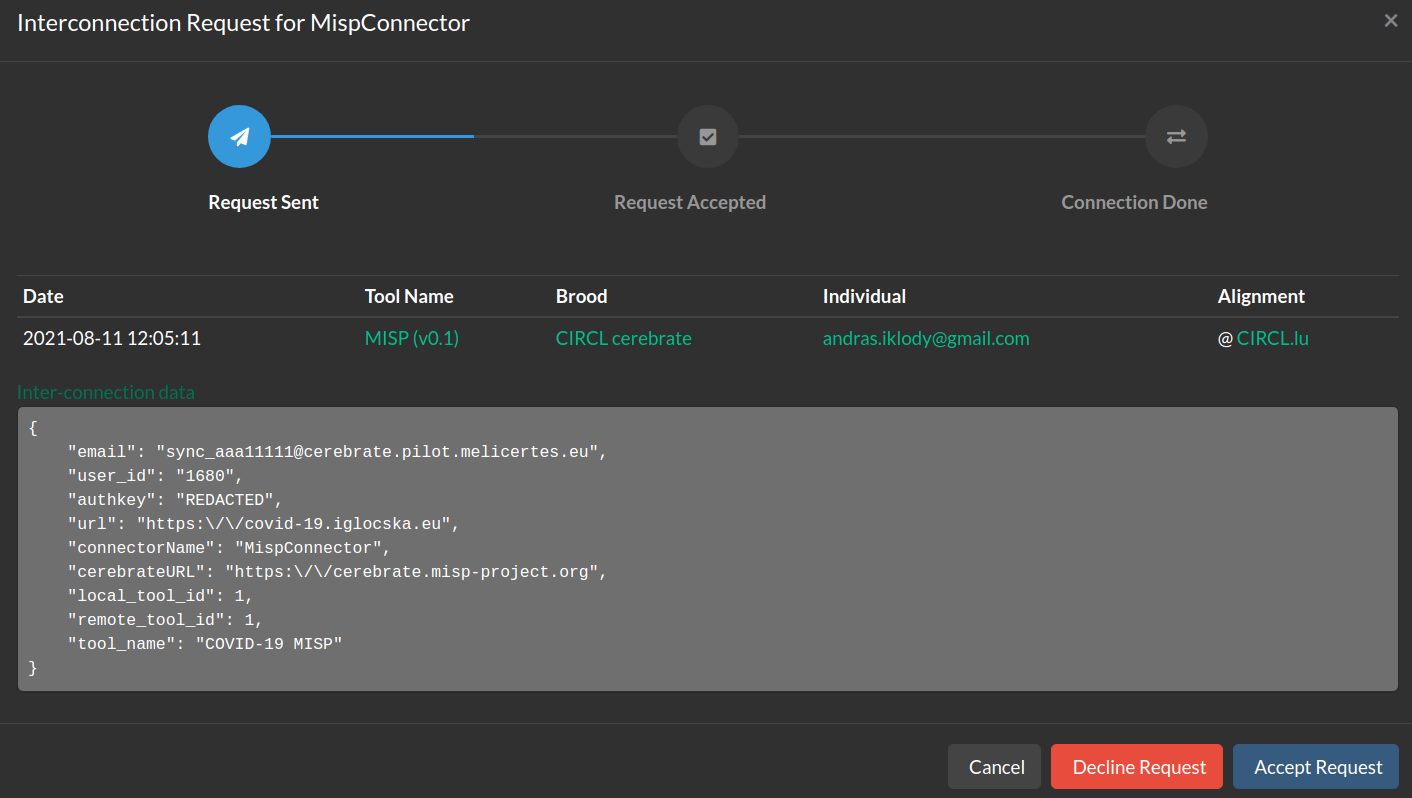 Interconnection Request for MispConnector ×
Request Sent Request Accepted Connection Done
Date Tool Name Brood Individual Alignment
2021-08-11 12:05:11 MISP (v0.1) CIRCL cerebrate andras.iklody@gmail.com @ CIRCL.lu
Inter-connection data
{
    "email": "sync_aaa11111@cerebrate.pilot.melicertes.eu",
    "user_id": "1680",
    "authkey": "REDACTED",
    "url": "https:\/\/covid-19.iglocska.eu",
    "connectorName": "MispConnector",
    "cerebrateURL": "https:\/\/cerebrate.misp-project.org",
    "local_tool_id": 1,
    "remote_tool_id": 1,
    "tool_name": "COVID-19 MISP"
}
Cancel Decline Request Accept Request